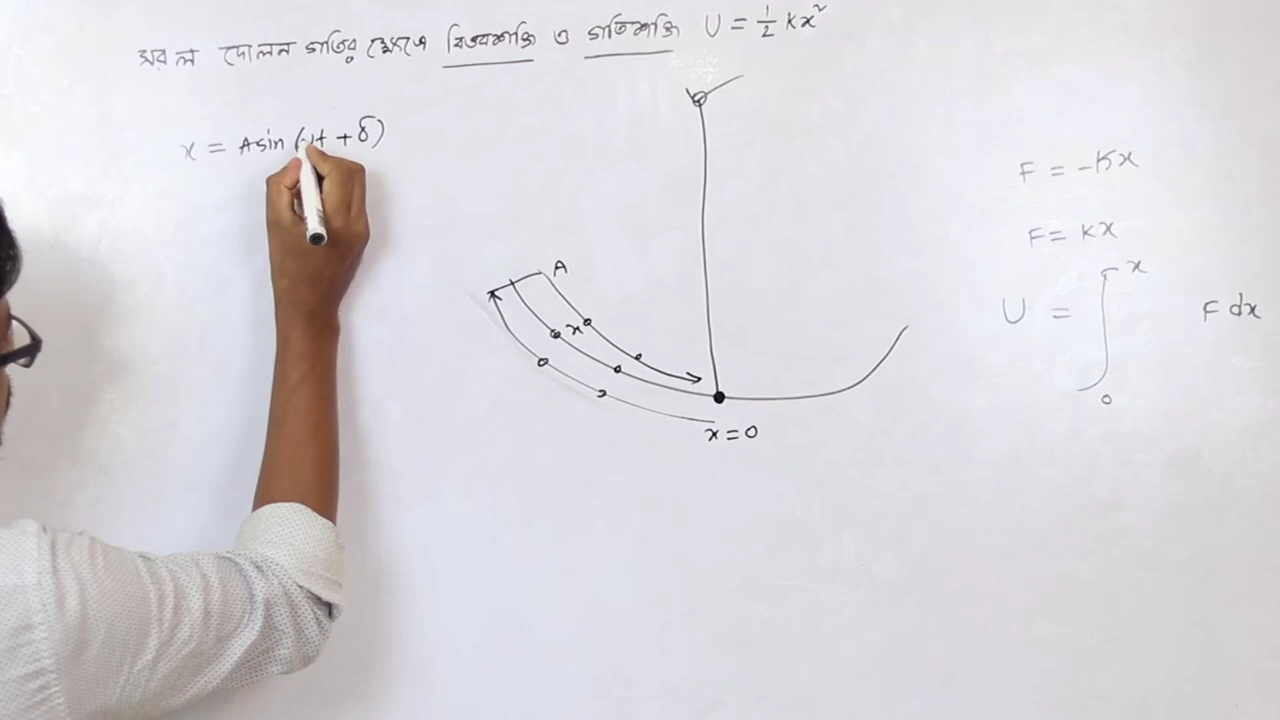 সরল দোলন গতির ক্ষেত্রে বিভবশক্তি ও গতিশক্তি U = 1/2 Kx²
x = A sin (ωt + δ)
A
x
x = 0
F = -Kx
F = Kx
U = ∫₀ˣ F dx